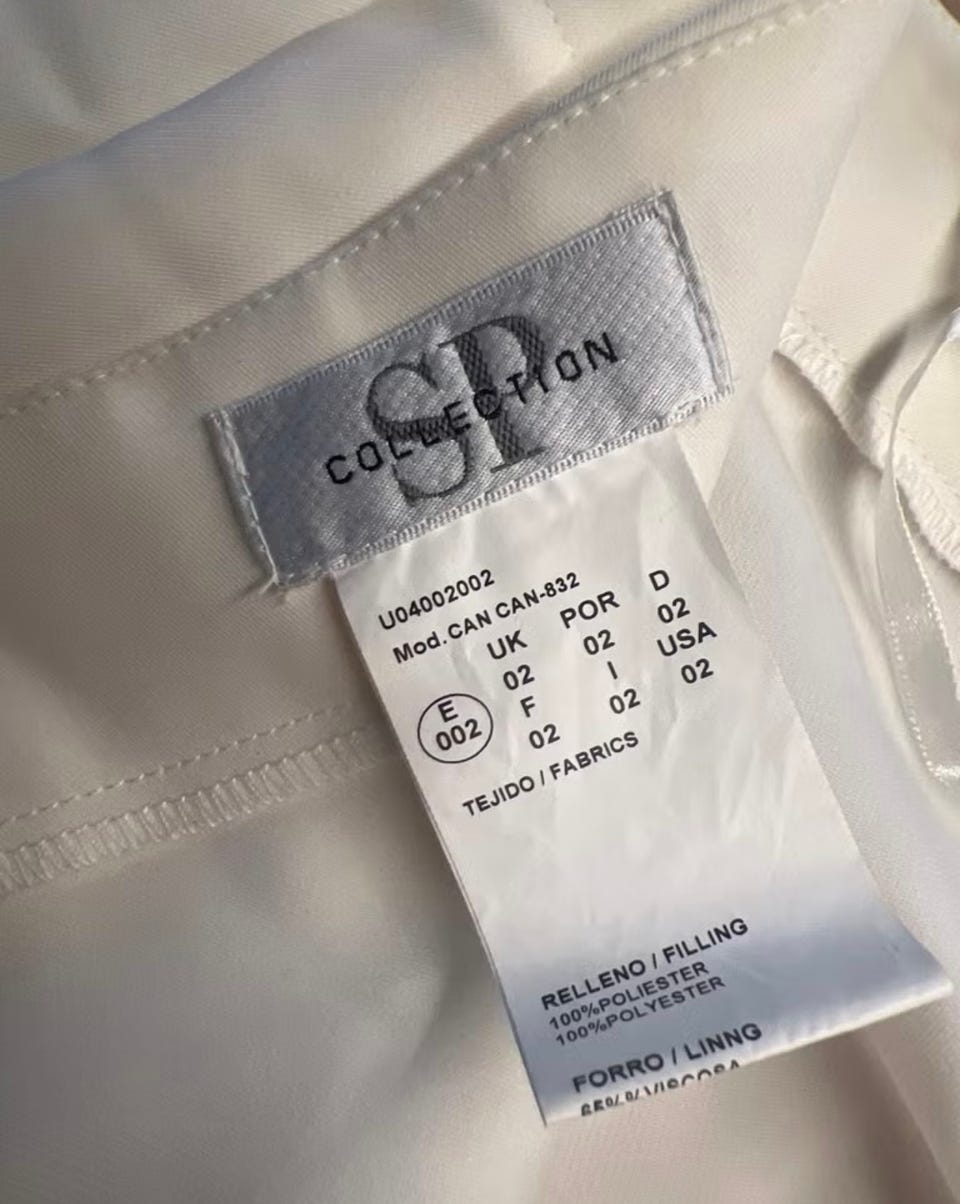 SP
COLLECTION
U04002002
Mod.CAN CAN-832
UK POR D
02 02 02
E F I USA
002 02 02 02
TEJIDO / FABRICS
RELLENO / FILLING
100%POLIESTER
100%POLYESTER
FORRO / LINNG
VISCOSA